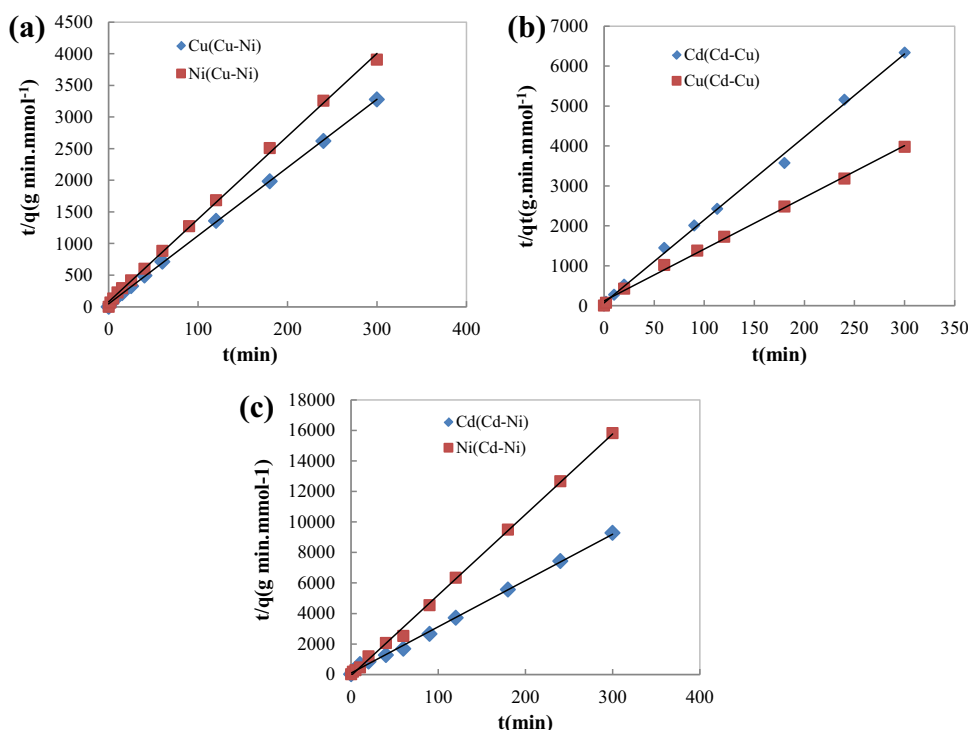 (a)
4500
4000
3500
3000
2500
2000
1500
1000
500
0
Cu(Cu-Ni)
Ni(Cu-Ni)
t/q(g min.mmol⁻¹)
0 100 200 300 400
t(min)
(b)
7000
6000
5000
4000
3000
2000
1000
0
Cd(Cd-Cu)
Cu(Cd-Cu)
t/qt(g.min.mmol⁻¹)
0 50 100 150 200 250 300 350
t(min)
(c)
18000
16000
14000
12000
10000
8000
6000
4000
2000
0
Cd(Cd-Ni)
Ni(Cd-Ni)
t/q(g min.mmol-1)
0 100 200 300 400
t(min)